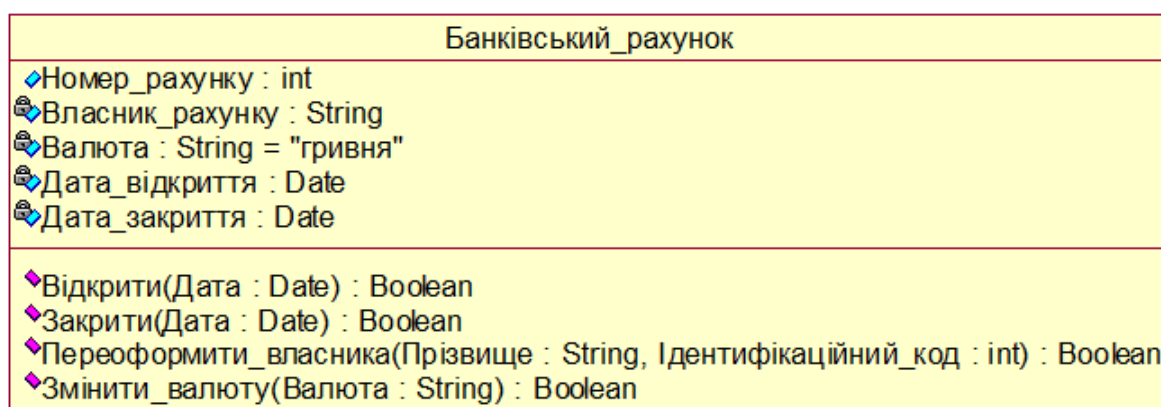 Банківський_рахунок
Номер_рахунку : int
Власник_рахунку : String
Валюта : String = "гривня"
Дата_відкриття : Date
Дата_закриття : Date
Відкрити(Дата : Date) : Boolean
Закрити(Дата : Date) : Boolean
Переоформити_власника(Прізвище : String, Ідентифікаційний_код : int) : Boolean
Змінити_валюту(Валюта : String) : Boolean